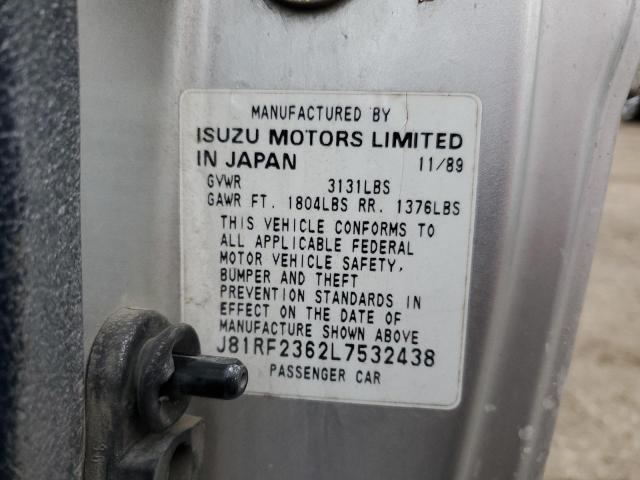 MANUFACTURED BY
ISUZU MOTORS LIMITED
IN JAPAN 11/89
GVWR 3131LBS
GAWR FT. 1804LBS RR. 1376LBS
THIS VEHICLE CONFORMS TO
ALL APPLICABLE FEDERAL
MOTOR VEHICLE SAFETY,
BUMPER AND THEFT
PREVENTION STANDARDS IN
EFFECT ON THE DATE OF
MANUFACTURE SHOWN ABOVE
J81RF2362L7532438
PASSENGER CAR